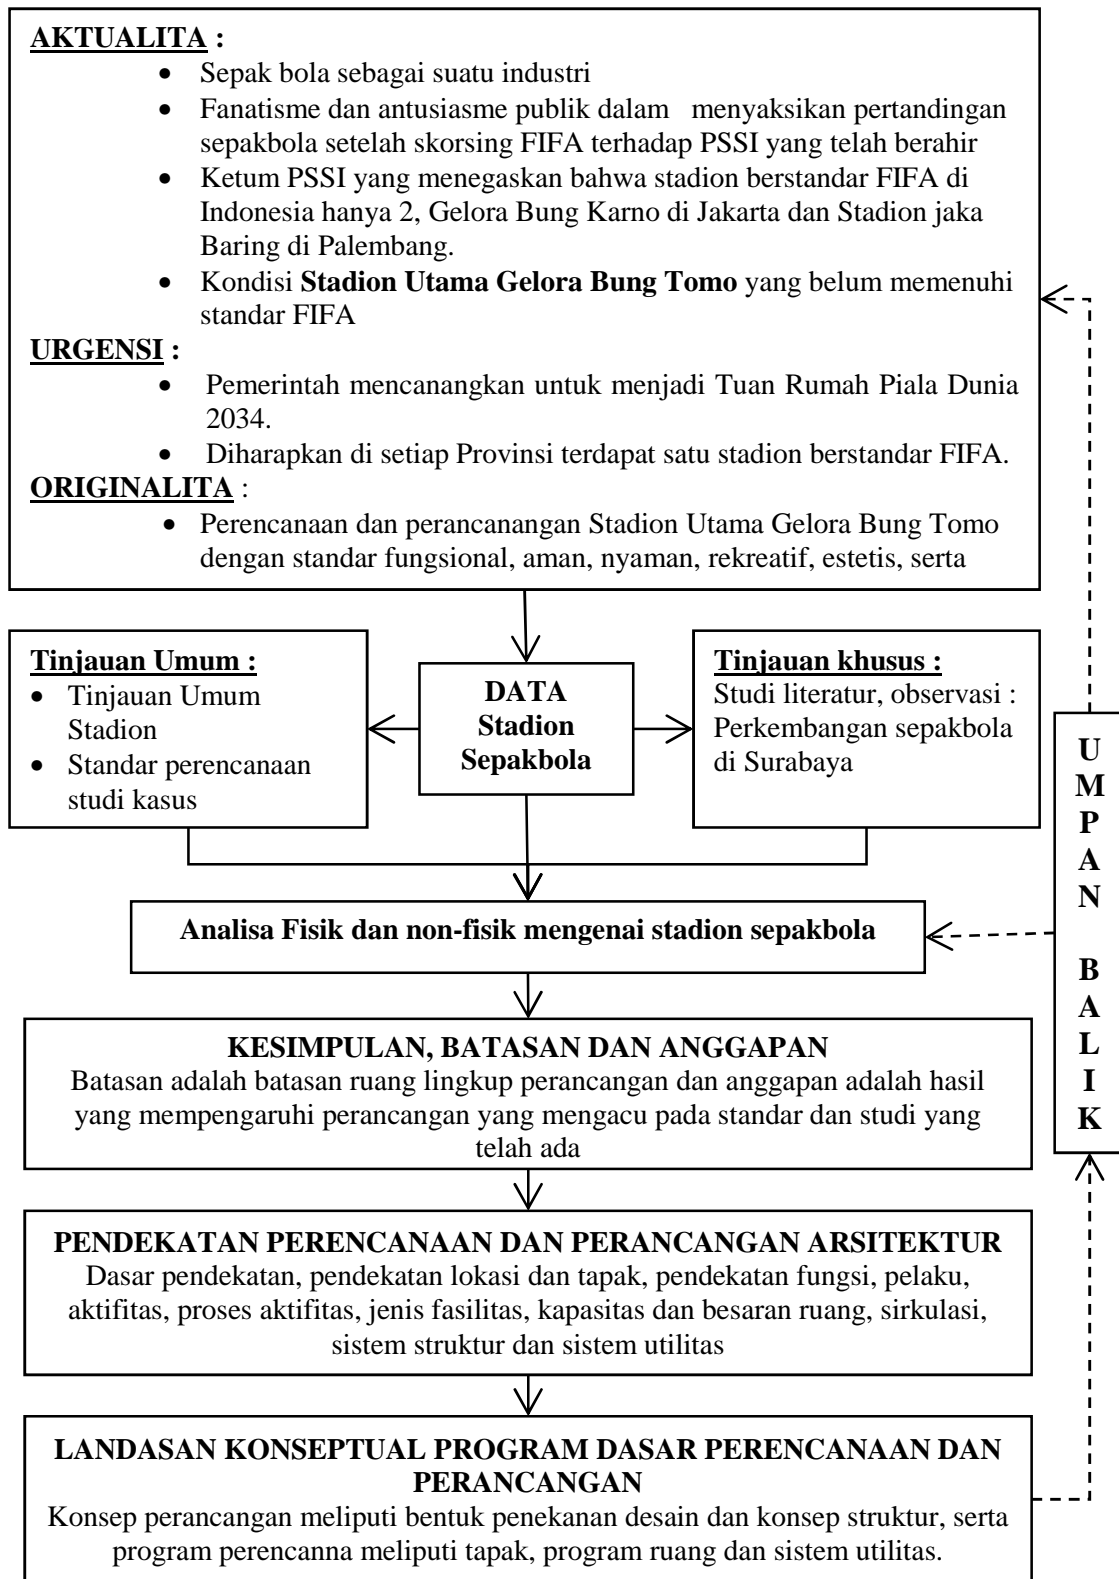 AKTUALITA :
• Sepak bola sebagai suatu industri
• Fanatisme dan antusiasme publik dalam menyaksikan pertandingan
sepakbola setelah skorsing FIFA terhadap PSSI yang telah berahir
• Ketum PSSI yang menegaskan bahwa stadion berstandar FIFA di
Indonesia hanya 2, Gelora Bung Karno di Jakarta dan Stadion jaka
Baring di Palembang.
• Kondisi Stadion Utama Gelora Bung Tomo yang belum memenuhi
standar FIFA
URGENSI :
• Pemerintah mencanangkan untuk menjadi Tuan Rumah Piala Dunia
2034.
• Diharapkan di setiap Provinsi terdapat satu stadion berstandar FIFA.
ORIGINALITA :
• Perencanaan dan perancanangan Stadion Utama Gelora Bung Tomo
dengan standar fungsional, aman, nyaman, rekreatif, estetis, serta
Tinjauan Umum :
• Tinjauan Umum
Stadion
• Standar perencanaan
studi kasus
DATA
Stadion
Sepakbola
Tinjauan khusus :
Studi literatur, observasi :
Perkembangan sepakbola
di Surabaya
Analisa Fisik dan non-fisik mengenai stadion sepakbola
KESIMPULAN, BATASAN DAN ANGGAPAN
Batasan adalah batasan ruang lingkup perancangan dan anggapan adalah hasil
yang mempengaruhi perancangan yang mengacu pada standar dan studi yang
telah ada
PENDEKATAN PERENCANAAN DAN PERANCANGAN ARSITEKTUR
Dasar pendekatan, pendekatan lokasi dan tapak, pendekatan fungsi, pelaku,
aktifitas, proses aktifitas, jenis fasilitas, kapasitas dan besaran ruang, sirkulasi,
sistem struktur dan sistem utilitas
LANDASAN KONSEPTUAL PROGRAM DASAR PERENCANAAN DAN
PERANCANGAN
Konsep perancangan meliputi bentuk penekanan desain dan konsep struktur, serta
program perencanna meliputi tapak, program ruang dan sistem utilitas.
U
M
P
A
N
B
A
L
I
K